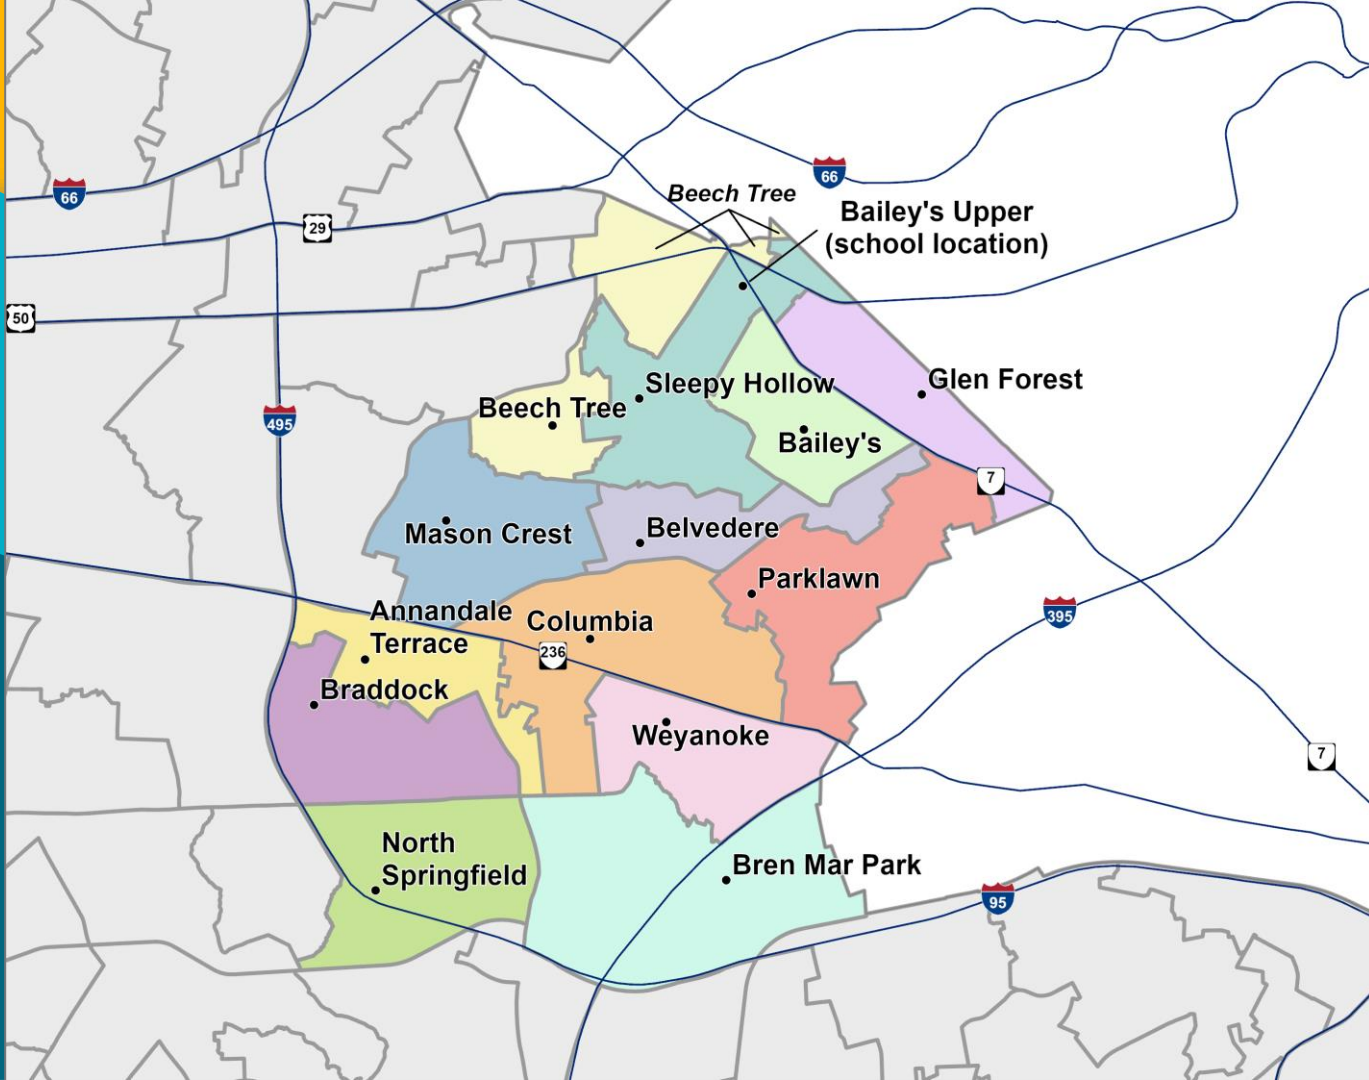 66
29
50
495
Beech Tree
66
Bailey's Upper
(school location)
Sleepy Hollow
Glen Forest
Beech Tree
Bailey's
7
Mason Crest
Belvedere
Parklawn
395
Annandale
Terrace
Columbia
236
Braddock
Weyanoke
7
North
Springfield
Bren Mar Park
95